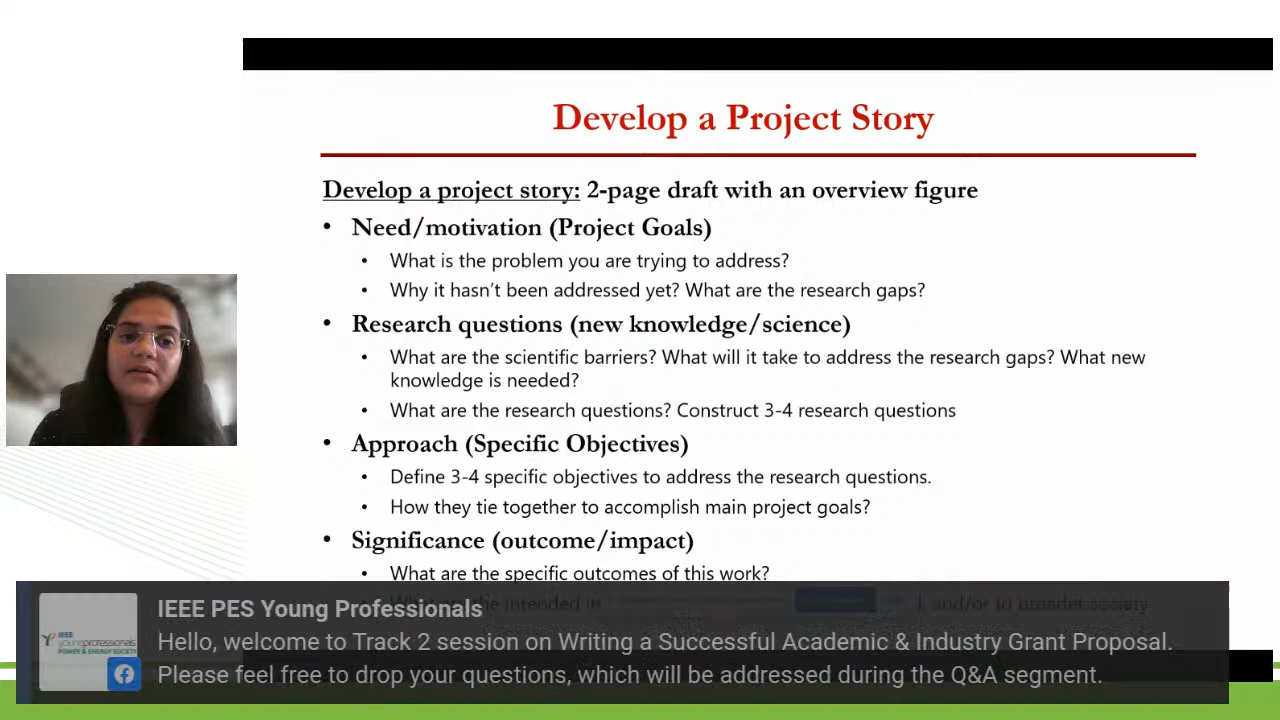 Develop a Project Story
Develop a project story: 2-page draft with an overview figure
• Need/motivation (Project Goals)
• What is the problem you are trying to address?
• Why it hasn't been addressed yet? What are the research gaps?
• Research questions (new knowledge/science)
• What are the scientific barriers? What will it take to address the research gaps? What new
knowledge is needed?
• What are the research questions? Construct 3-4 research questions
• Approach (Specific Objectives)
• Define 3-4 specific objectives to address the research questions.
• How they tie together to accomplish main project goals?
• Significance (outcome/impact)
• What are the specific outcomes of this work?
the intended and/or broader society
IEEE PES Young Professionals
Hello, welcome to Track 2 session on Writing a Successful Academic & Industry Grant Proposal.
Please feel free to drop your questions, which will be addressed during the Q&A segment.
IEEE
young professionals
POWER & ENERGY SOCIETY